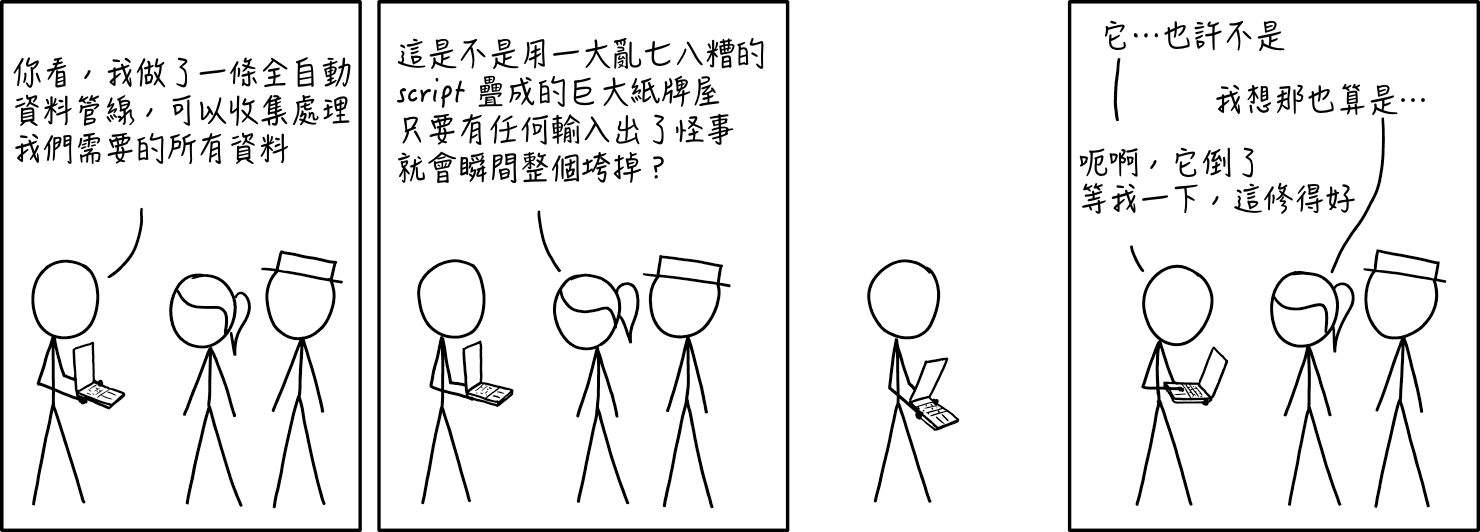 你看，我做了一條全自動
資料管線，可以收集處理
我們需要的所有資料
這是不是用一大亂七八糟的
script 疊成的巨大紙牌屋
只要有任何輸入出了怪事
就會瞬間整個垮掉？
它…也許不是
我想那也算是…
呃啊，它倒了
等我一下，這修得好